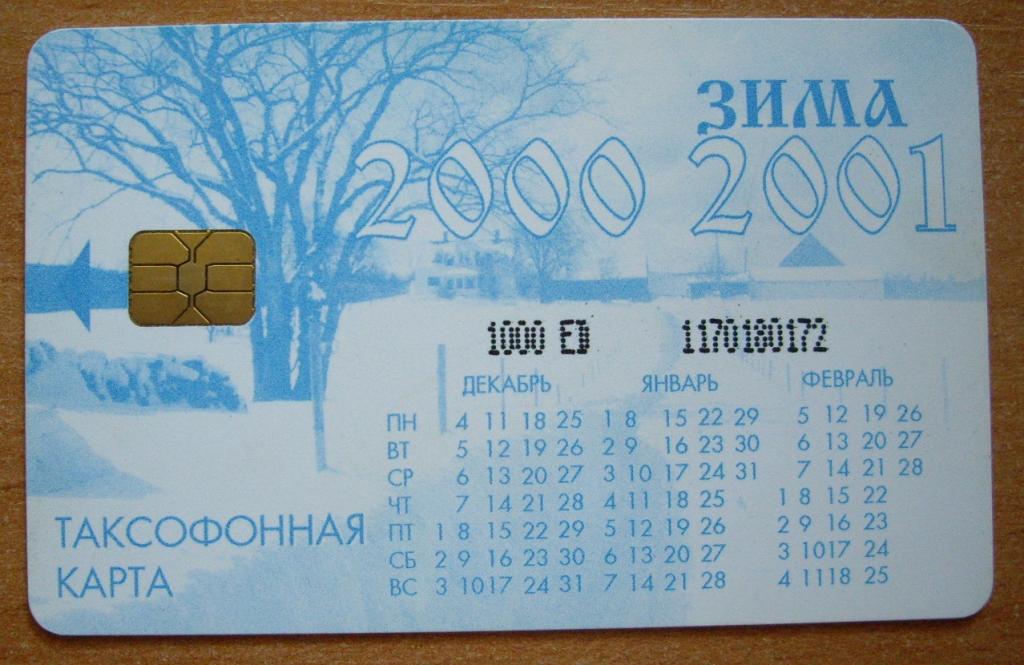 ЗИМА
2000 2001
1000 ЕД 1170180172
ДЕКАБРЬ ЯНВАРЬ ФЕВРАЛЬ
ПН 4 11 18 25 1 8 15 22 29 5 12 19 26
ВТ 5 12 19 26 2 9 16 23 30 6 13 20 27
СР 6 13 20 27 3 10 17 24 31 7 14 21 28
ЧТ 7 14 21 28 4 11 18 25 1 8 15 22
ПТ 1 8 15 22 29 5 12 19 26 2 9 16 23
СБ 2 9 16 23 30 6 13 20 27 3 10 17 24
ВС 3 10 17 24 31 7 14 21 28 4 11 18 25
ТАКСОФОННАЯ
КАРТА